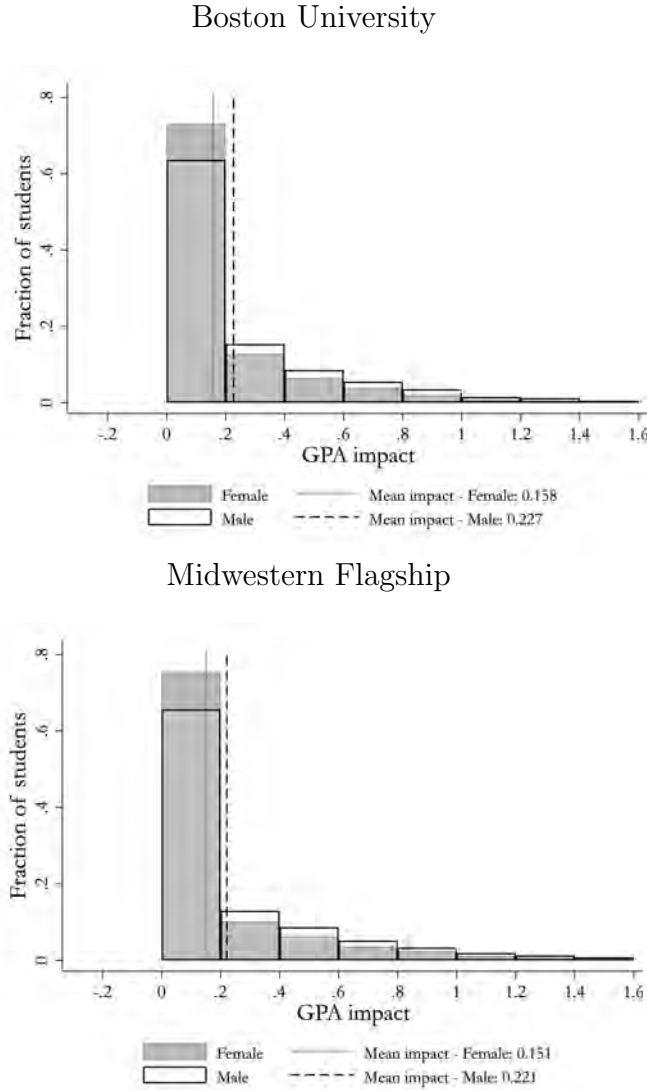 Boston University
.8
.6
.4
.2
0
Fraction of students
-.2 0 .2 .4 .6 .8 1 1.2 1.4 1.6
GPA impact
Female Mean impact - Female: 0.158
Male Mean impact - Male: 0.227
Midwestern Flagship
.8
.6
.4
.2
0
Fraction of students
-.2 0 .2 .4 .6 .8 1 1.2 1.4 1.6
GPA impact
Female Mean impact - Female: 0.151
Male Mean impact - Male: 0.221